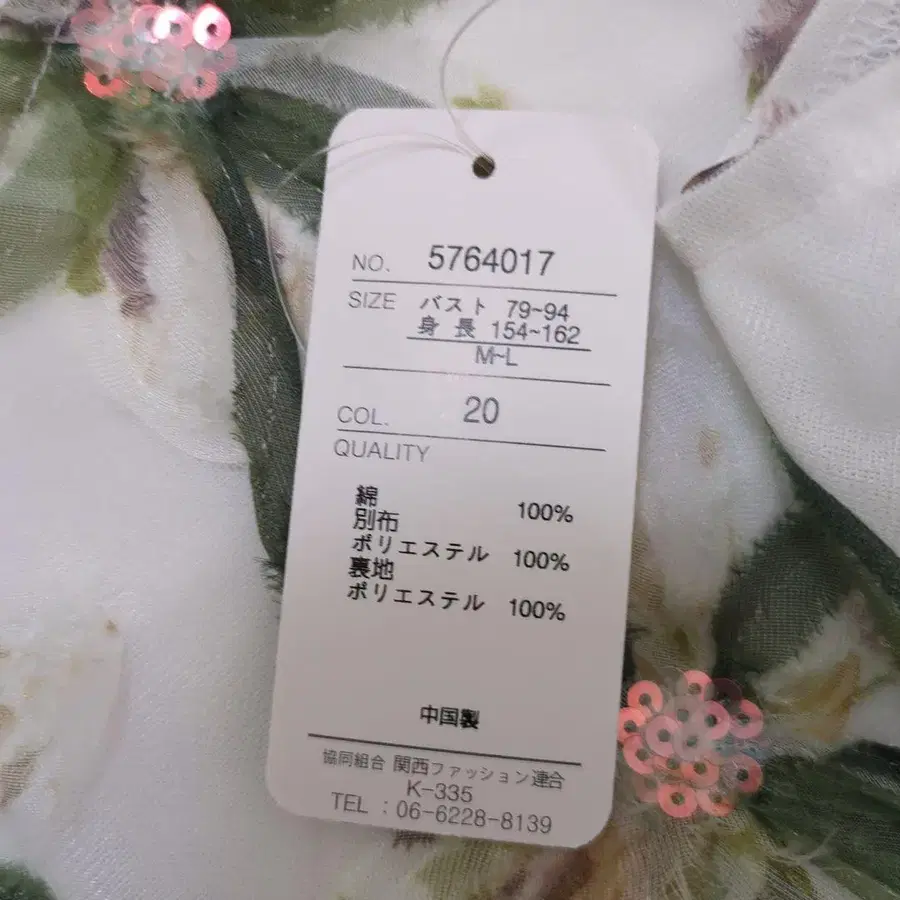 NO. 5764017
SIZE バスト 79~94
身長 154~162
M~L
COL. 20
QUALITY
綿 100%
別布
ポリエステル 100%
裏地
ポリエステル 100%
中国製
協同組合 関西ファッション連合
K-335
TEL : 06-6228-8139